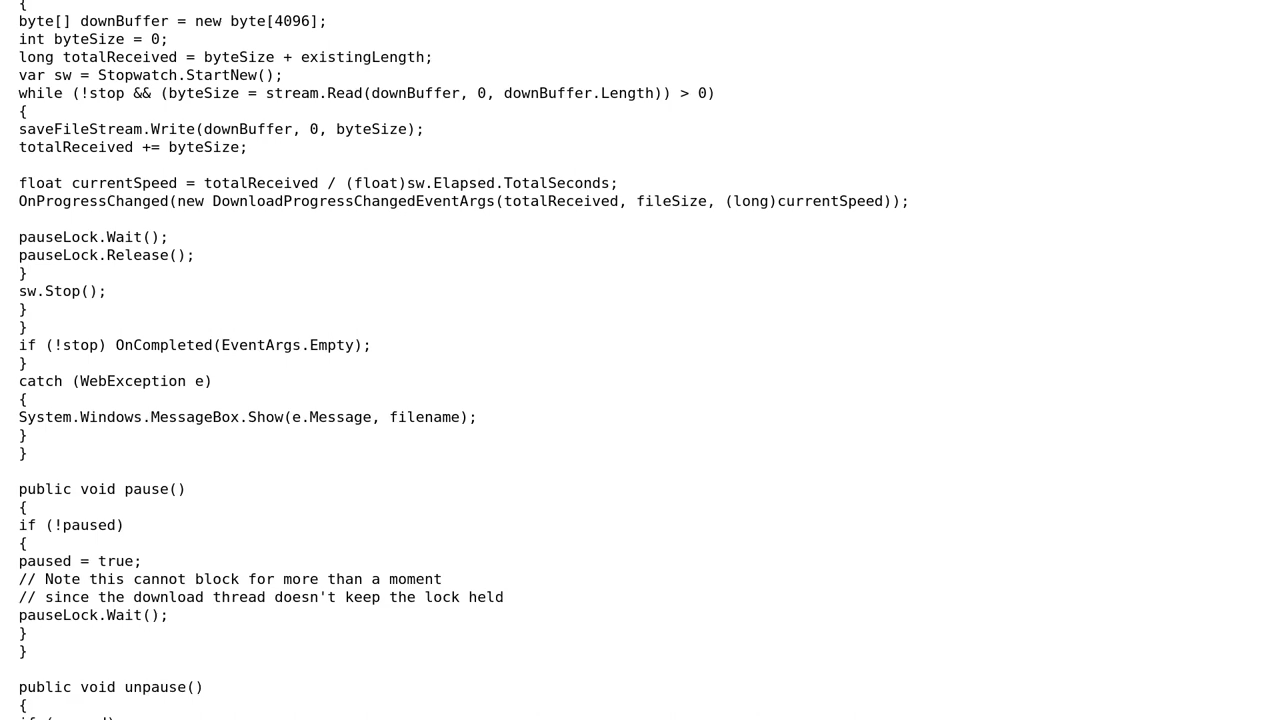 {
byte[] downBuffer = new byte[4096];
int byteSize = 0;
long totalReceived = byteSize + existingLength;
var sw = Stopwatch.StartNew();
while (!stop && (byteSize = stream.Read(downBuffer, 0, downBuffer.Length)) > 0)
{
saveFileStream.Write(downBuffer, 0, byteSize);
totalReceived += byteSize;

float currentSpeed = totalReceived / (float)sw.Elapsed.TotalSeconds;
OnProgressChanged(new DownloadProgressChangedEventArgs(totalReceived, fileSize, (long)currentSpeed));

pauseLock.Wait();
pauseLock.Release();
}
sw.Stop();
}
}
if (!stop) OnCompleted(EventArgs.Empty);
}
catch (WebException e)
{
System.Windows.MessageBox.Show(e.Message, filename);
}
}

public void pause()
{
if (!paused)
{
paused = true;
// Note this cannot block for more than a moment
// since the download thread doesn't keep the lock held
pauseLock.Wait();
}
}

public void unpause()
{